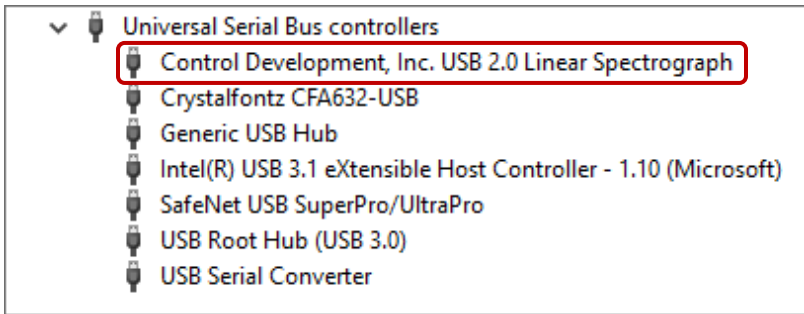 Universal Serial Bus controllers
Control Development, Inc. USB 2.0 Linear Spectrograph
Crystalfontz CFA632-USB
Generic USB Hub
Intel(R) USB 3.1 eXtensible Host Controller - 1.10 (Microsoft)
SafeNet USB SuperPro/UltraPro
USB Root Hub (USB 3.0)
USB Serial Converter